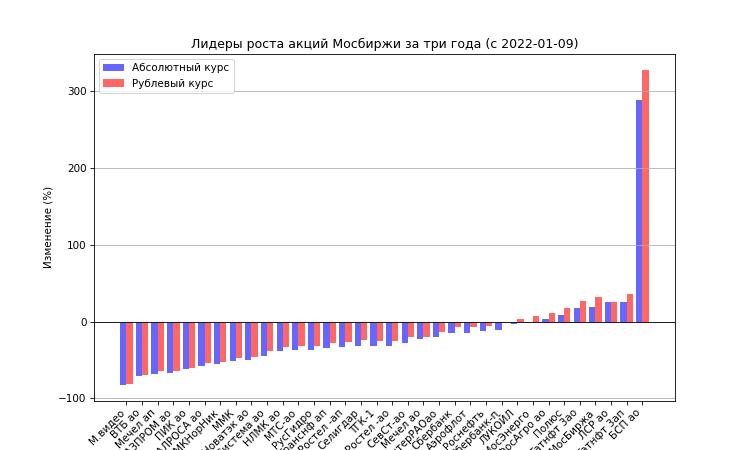 Лидеры роста акций Мосбиржи за три года (с 2022-01-09)
Абсолютный курс
Рублевый курс
Изменение (%)
300
200
100
0
−100
М.видео
ВТБ ао
Мечел ап
ПИК ао
ММК
НЛМК ао
МТС-ао
РусГидро
Ростел -ап
Селигдар
ТГК-1
Ростел -ао
СевСт-ао
Мечел ао
Сбербанк
Аэрофлот
Роснефть
ЛУКОЙЛ
Полюс
МосБиржа
ЛСР ао
БСП ао